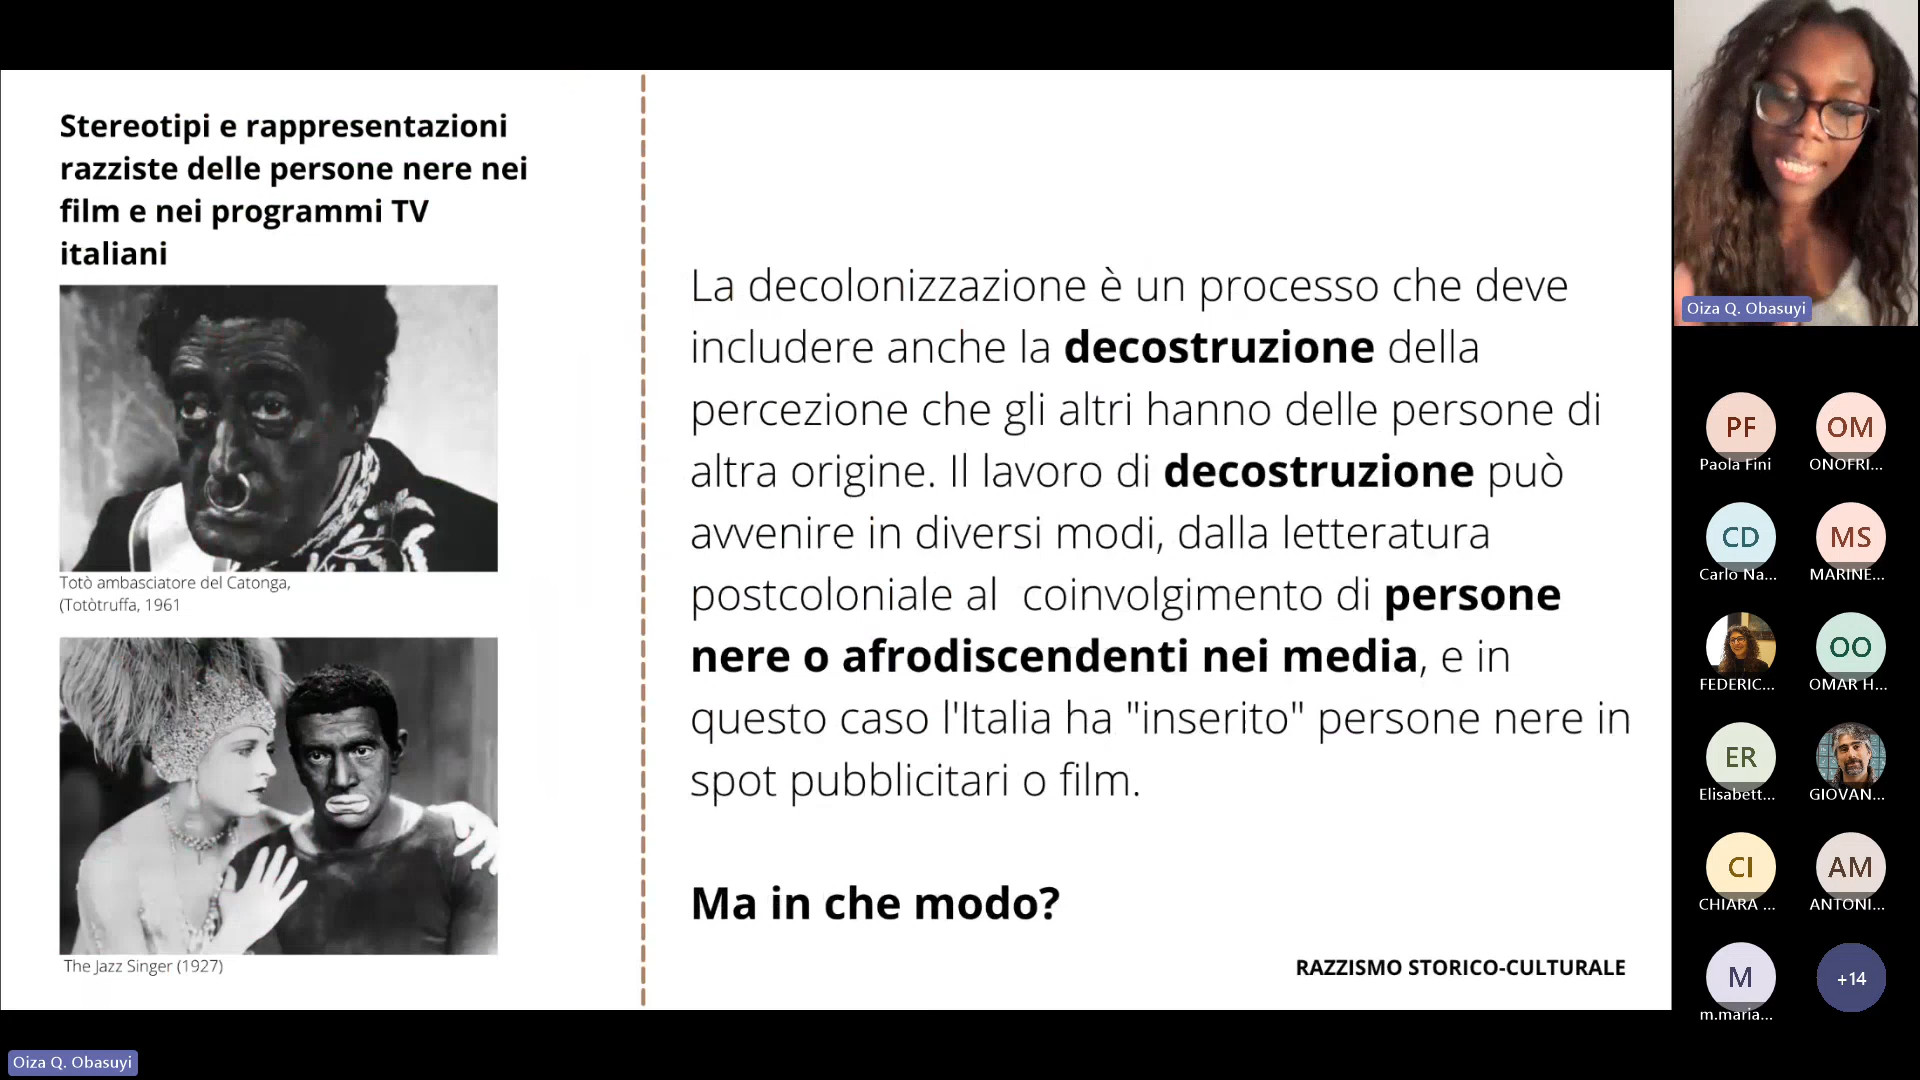 Stereotipi e rappresentazioni
razziste delle persone nere nei
film e nei programmi TV
italiani
Totò ambasciatore del Catonga,
(Totòtruffa, 1961
The Jazz Singer (1927)
La decolonizzazione è un processo che deve
includere anche la decostruzione della
percezione che gli altri hanno delle persone di
altra origine. Il lavoro di decostruzione può
avvenire in diversi modi, dalla letteratura
postcoloniale al  coinvolgimento di persone
nere o afrodiscendenti nei media, e in
questo caso l'Italia ha "inserito" persone nere in
spot pubblicitari o film.
Ma in che modo?
RAZZISMO STORICO-CULTURALE
Oiza Q. Obasuyi
PF
Paola Fini
OM
ONOFRI...
CD
Carlo Na...
MS
MARINE...
FEDERIC...
OO
OMAR H...
ER
Elisabett...
GIOVAN...
CI
CHIARA ...
AM
ANTONI...
M
m.maria...
+14
Oiza Q. Obasuyi